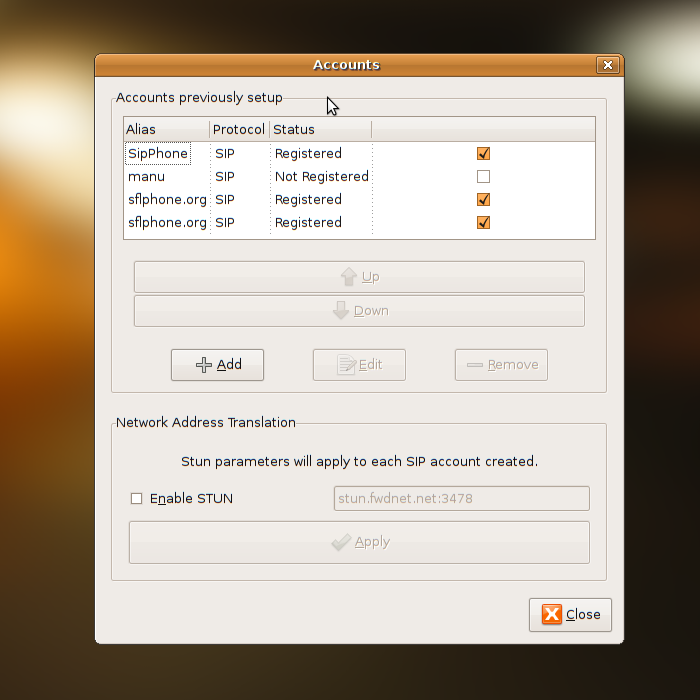 Accounts
Accounts previously setup
Alias Protocol Status
SipPhone SIP Registered
manu SIP Not Registered
sflphone.org SIP Registered
sflphone.org SIP Registered
Up
Down
Add Edit Remove
Network Address Translation
Stun parameters will apply to each SIP account created.
Enable STUN stun.fwdnet.net:3478
Apply
Close